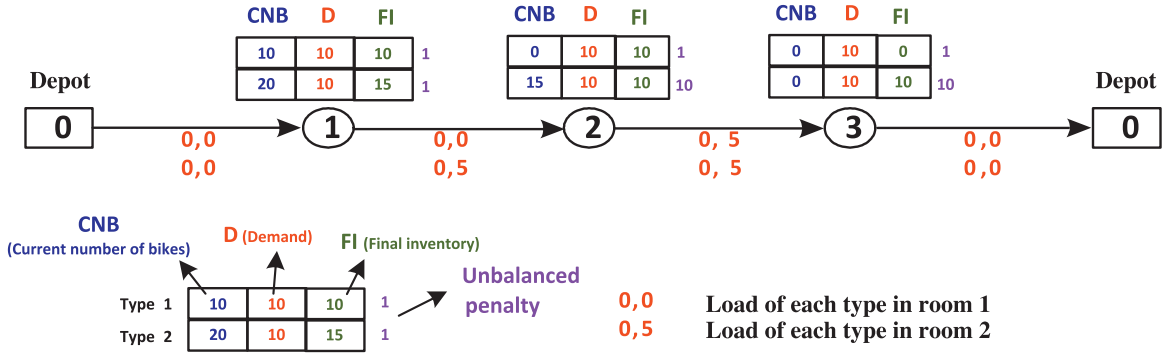 CNB D FI
10 10 10 1
20 10 15 1
CNB D FI
0 10 10 1
15 10 10 10
CNB D FI
0 10 0 1
0 10 10 10
Depot
0
0,0
0,0
1
0,0
0,5
2
0, 5
0, 5
3
0,0
0,0
Depot
0
CNB
(Current number of bikes)
D (Demand)
FI (Final inventory)
Type 1 10 10 10 1
Type 2 20 10 15 1
Unbalanced
penalty
0,0 Load of each type in room 1
0,5 Load of each type in room 2